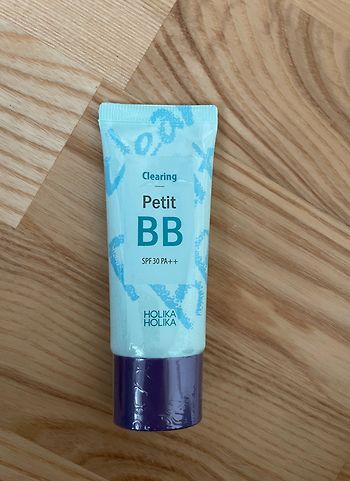 Clearing
Petit
BB
SPF 30 PA++
HOLIKA
HOLIKA